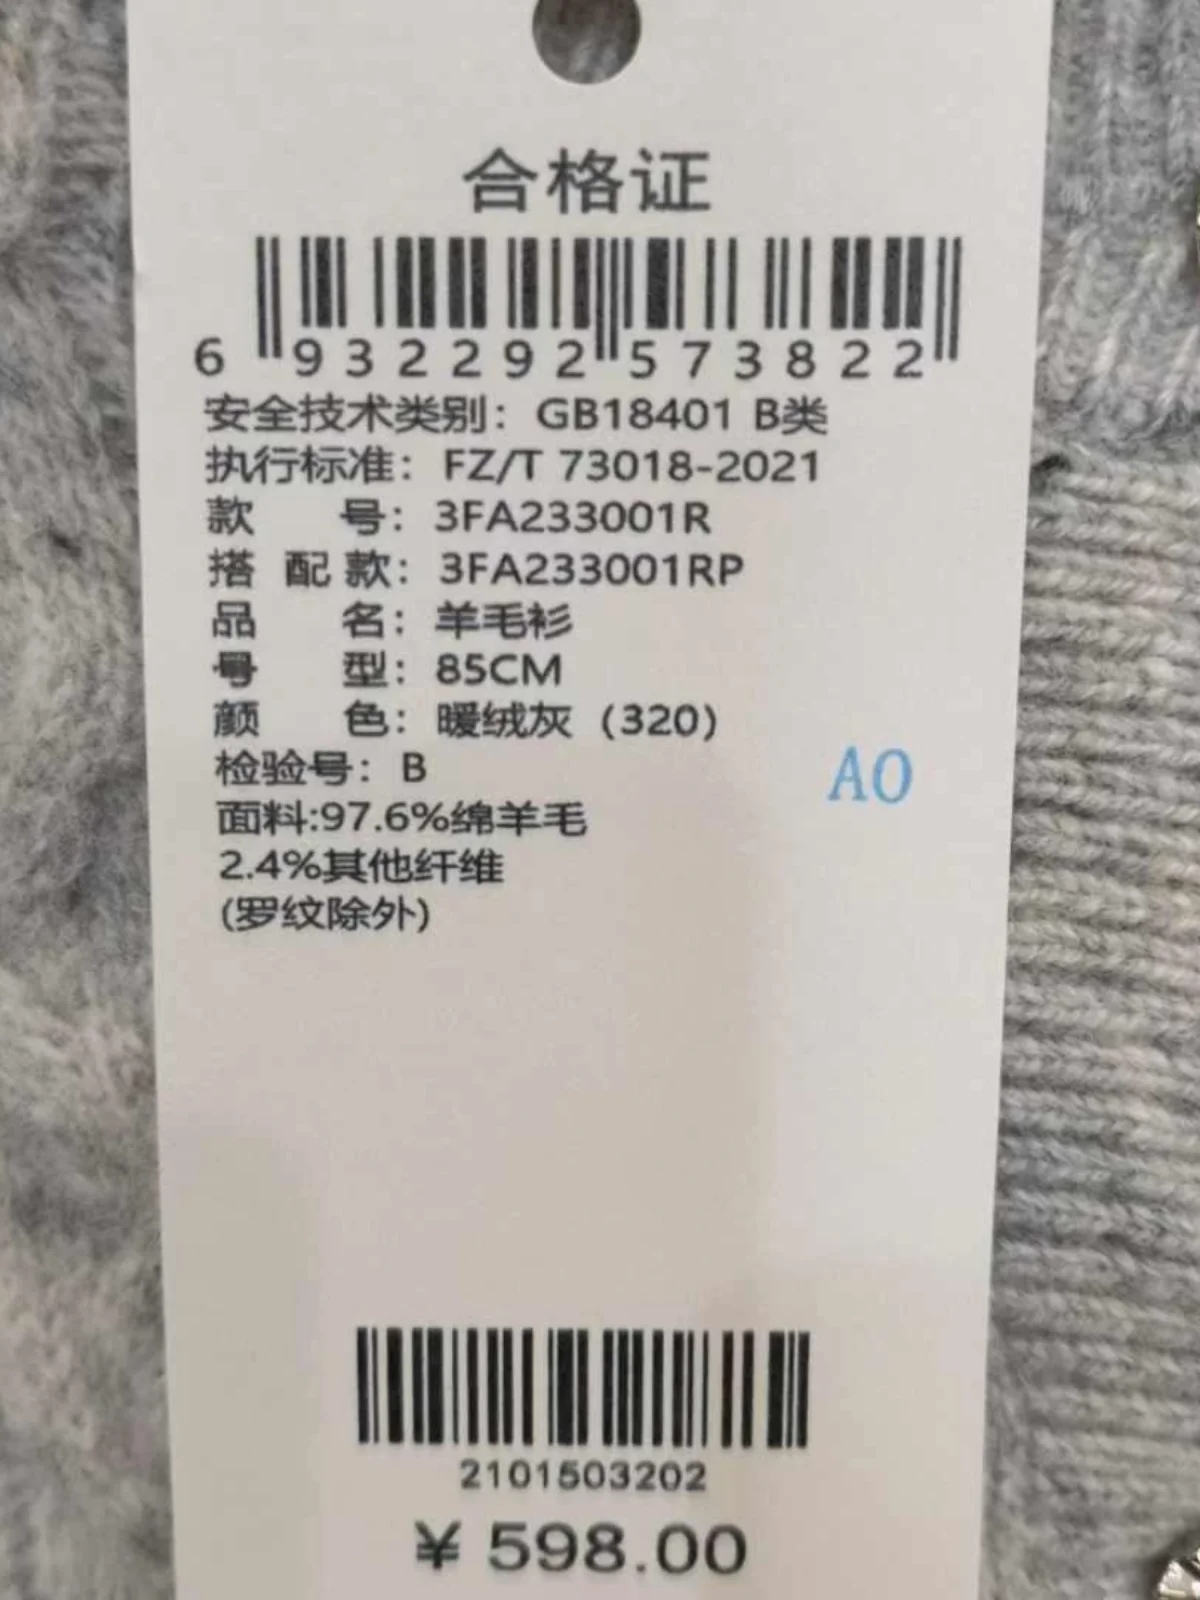 合格证
6 932292 573822
安全技术类别：GB18401 B类
执行标准：FZ/T 73018-2021
款 号：3FA233001R
搭 配 款：3FA233001RP
品 名：羊毛衫
号 型：85CM
颜 色：暖绒灰（320）
检验号：B
AO
面料:97.6%绵羊毛
2.4%其他纤维
(罗纹除外)
2101503202
¥ 598.00